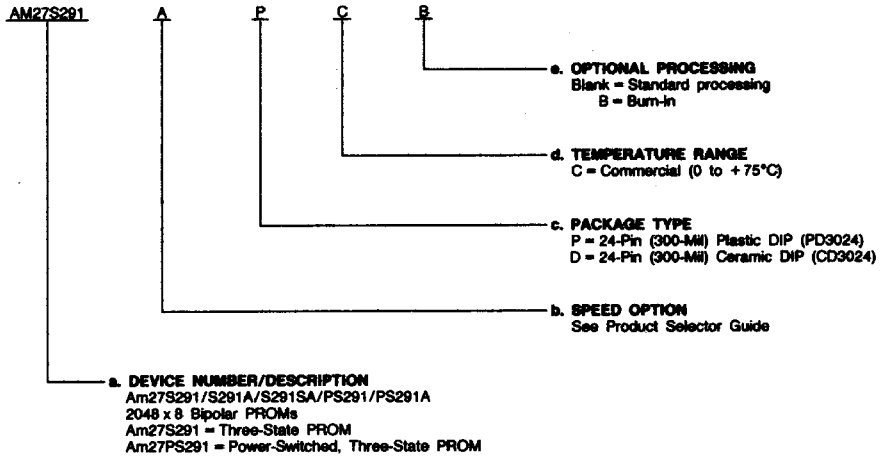 AM27S291 A P C B
e. OPTIONAL PROCESSING
Blank = Standard processing
B = Burn-in
d. TEMPERATURE RANGE
C = Commercial (0 to +75°C)
c. PACKAGE TYPE
P = 24-Pin (300-Mil) Plastic DIP (PD3024)
D = 24-Pin (300-Mil) Ceramic DIP (CD3024)
b. SPEED OPTION
See Product Selector Guide
a. DEVICE NUMBER/DESCRIPTION
Am27S291/S291A/S291SA/PS291/PS291A
2048 x 8 Bipolar PROMs
Am27S291 = Three-State PROM
Am27PS291 = Power-Switched, Three-State PROM